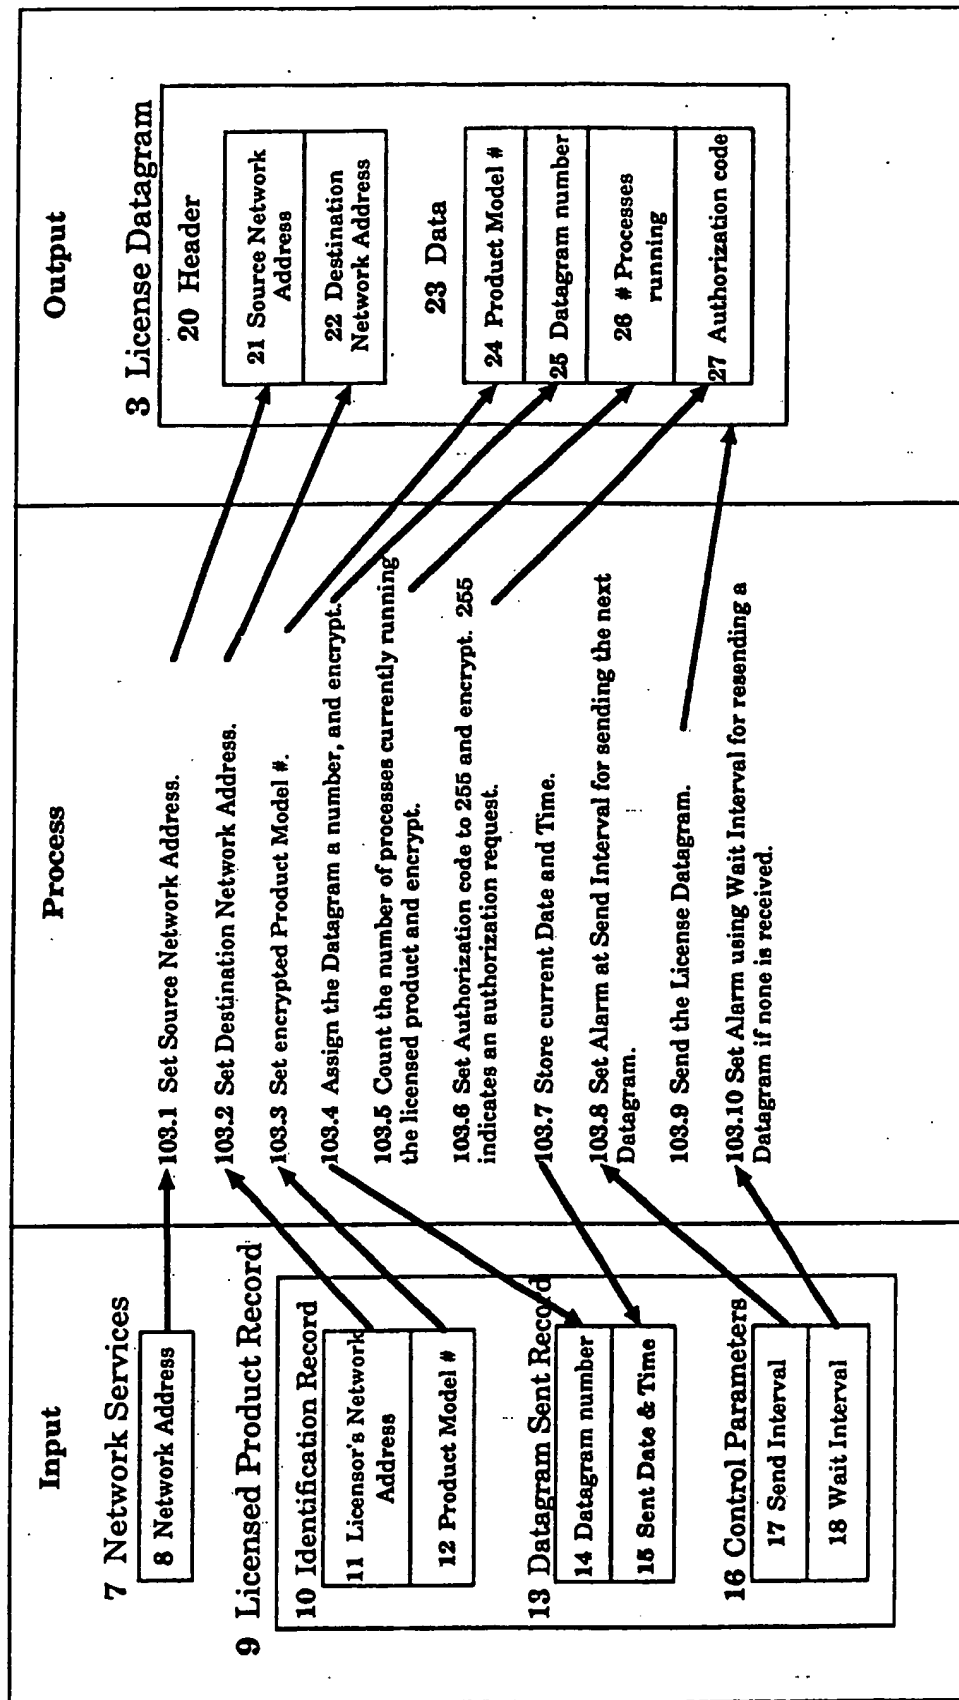 Input
7 Network Services
8 Network Address
9 Licensed Product Record
10 Identification Record
11 Licensor's Network
Address
12 Product Model #
13 Datagram Sent Record
14 Datagram number
15 Sent Date & Time
16 Control Parameters
17 Send Interval
18 Wait Interval
Process
103.1 Set Source Network Address.
103.2 Set Destination Network Address.
103.3 Set encrypted Product Model #.
103.4 Assign the Datagram a number, and encrypt.
103.5 Count the number of processes currently running
the licensed product and encrypt.
103.6 Set Authorization code to 255 and encrypt. 255
indicates an authorization request.
103.7 Store current Date and Time.
103.8 Set Alarm at Send Interval for sending the next
Datagram.
103.9 Send the License Datagram.
103.10 Set Alarm using Wait Interval for resending a
Datagram if none is received.
Output
3 License Datagram
20 Header
21 Source Network
Address
22 Destination
Network Address
23 Data
24 Product Model #
25 Datagram number
26 # Processes
running
27 Authorization code